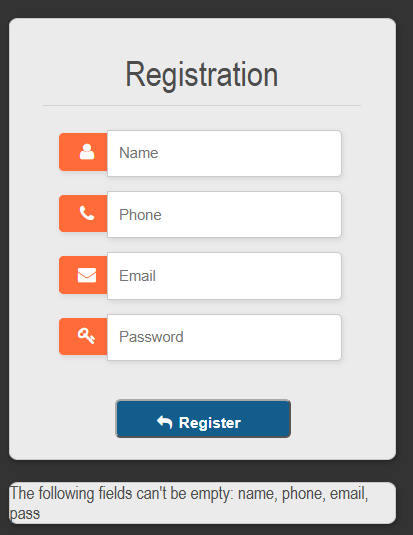 Registration
Name
Phone
Email
Password
Register
The following fields can't be empty: name, phone, email,
pass